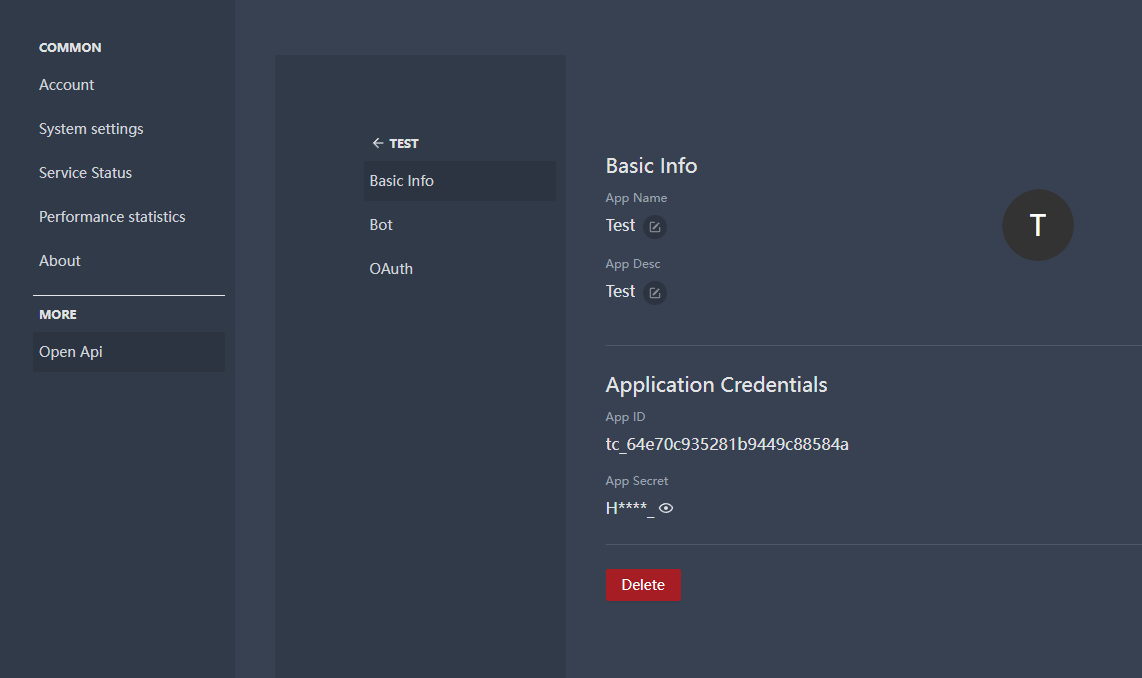 COMMON
Account
System settings
Service Status
Performance statistics
About
MORE
Open Api
TEST
Basic Info
Bot
OAuth
Basic Info
App Name
Test
App Desc
Test
T
Application Credentials
App ID
tc_64e70c935281b9449c88584a
App Secret
H****_
Delete